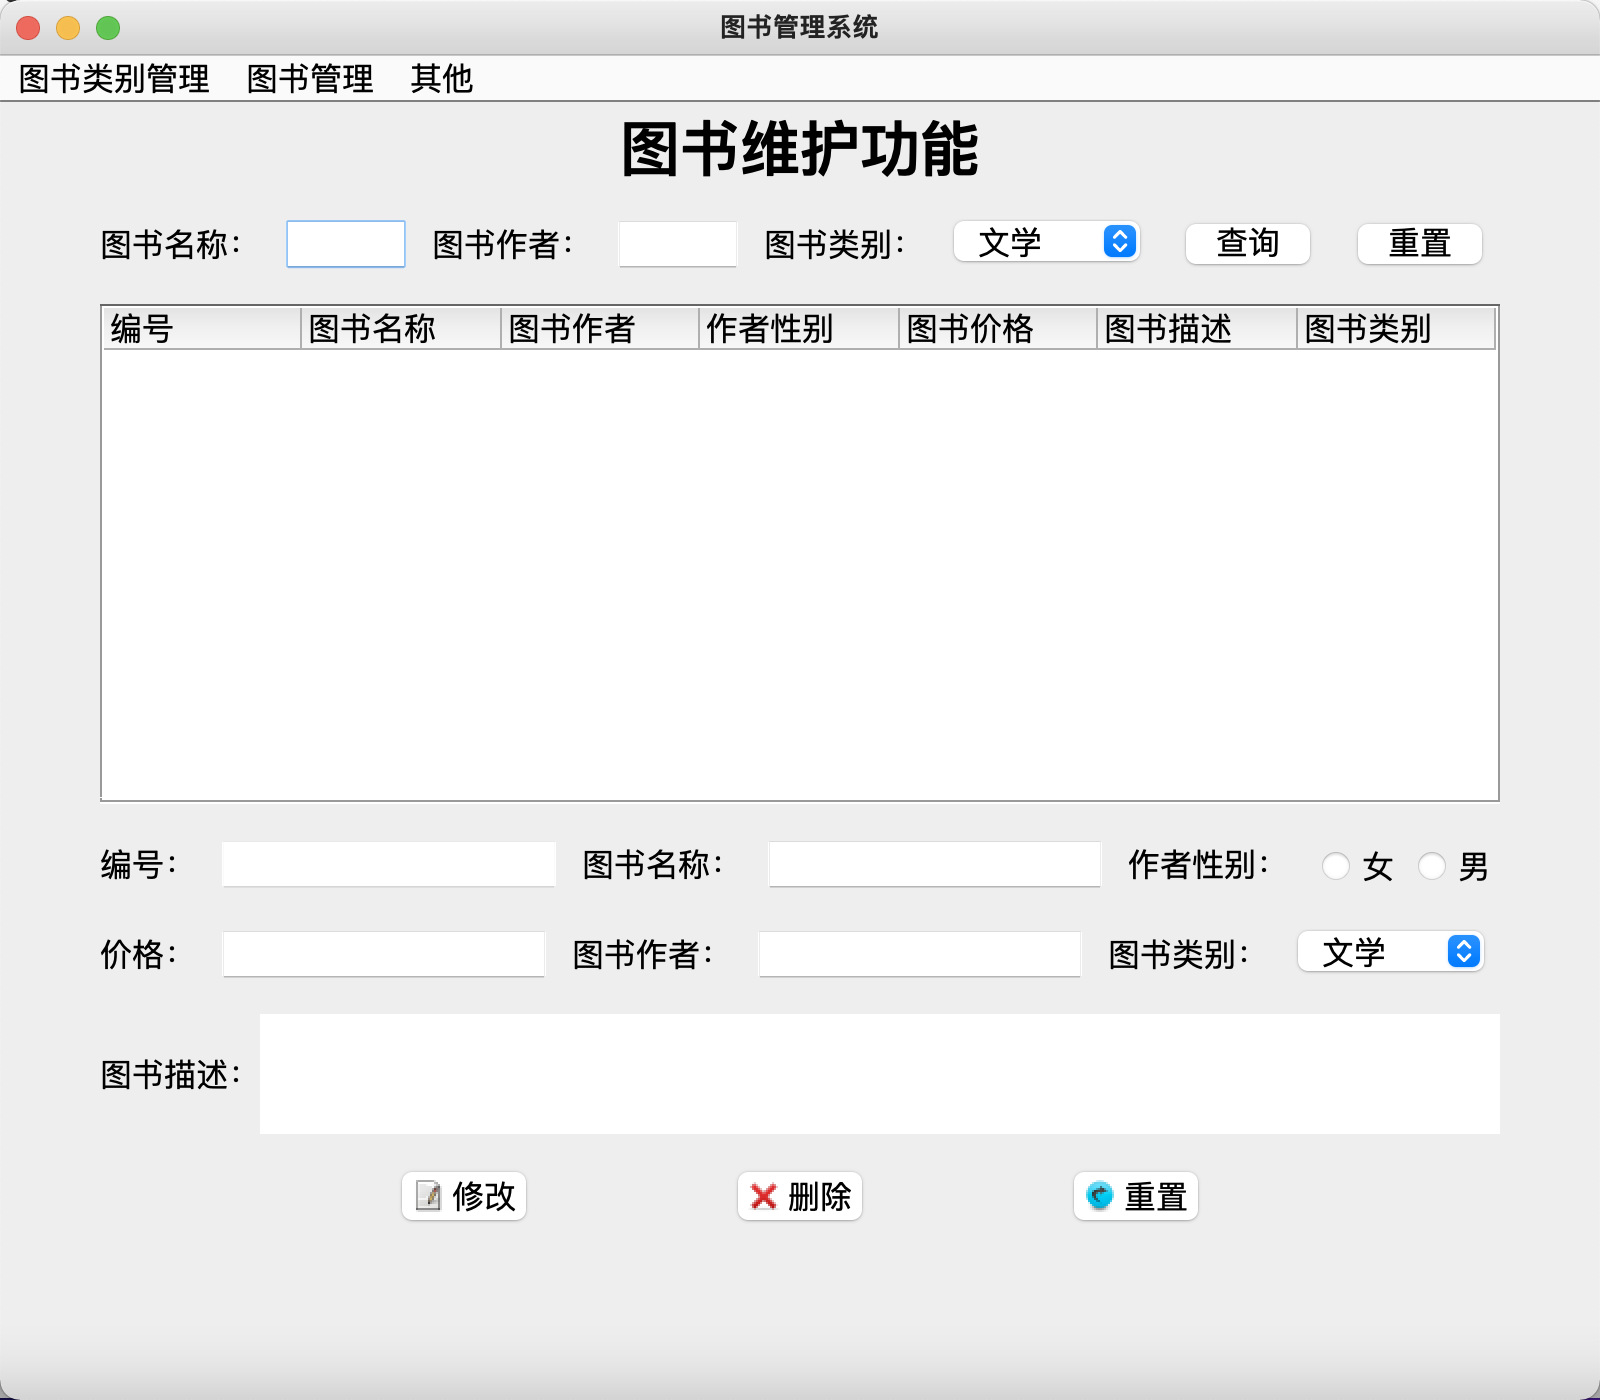 图书管理系统
图书类别管理 图书管理 其他
图书维护功能
图书名称： 图书作者： 图书类别： 文学 查询 重置
编号 图书名称 图书作者 作者性别 图书价格 图书描述 图书类别
编号： 图书名称： 作者性别： 女 男
价格： 图书作者： 图书类别： 文学
图书描述：
修改 删除 重置